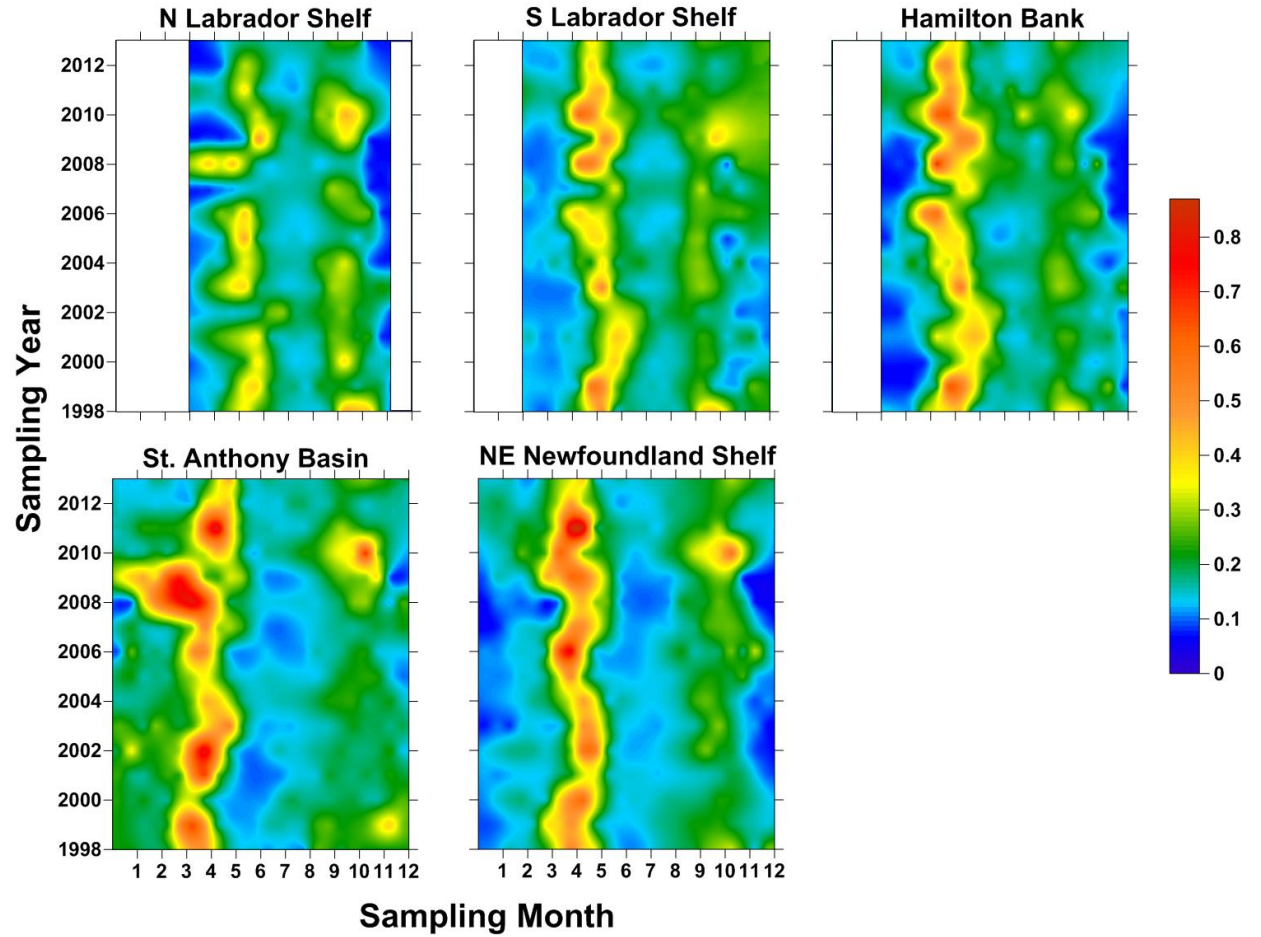 N Labrador Shelf
S Labrador Shelf
Hamilton Bank
2012
2010
2008
2006
2004
2002
2000
1998
0.8
0.7
0.6
0.5
0.4
0.3
0.2
0.1
0
Sampling Year
St. Anthony Basin
NE Newfoundland Shelf
2012
2010
2008
2006
2004
2002
2000
1998
1 2 3 4 5 6 7 8 9 10 11 12
1 2 3 4 5 6 7 8 9 10 11 12
Sampling Month